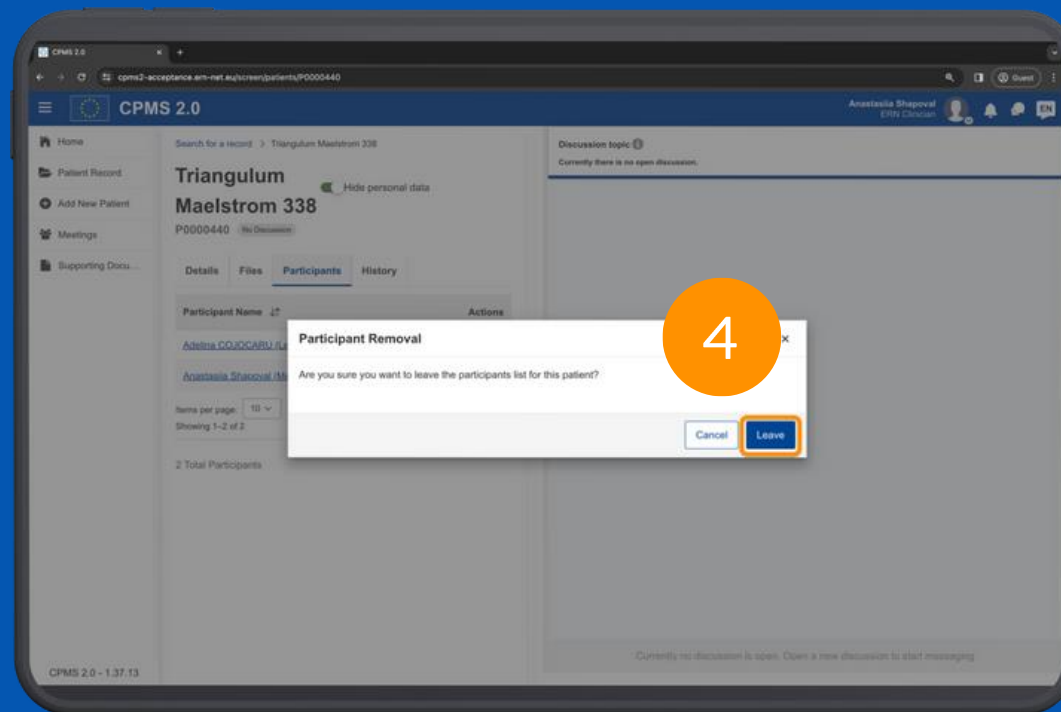 CPMS 2.0
cpms2-acceptance.ern-net.eu/screen/patients/P0000440
Guest
CPMS 2.0
Anastasiia Shapoval
ERN Clinician
EN
Home
Patient Record
Add New Patient
Meetings
Supporting Docu...
Search for a record > Triangulum Maelstrom 338
Triangulum
Maelstrom 338
Hide personal data
P0000440 No Discussion
Details Files Participants History
Participant Name Actions
Adelina COJOCARU
Anastasiia Shapoval
Items per page: 10
Showing 1–2 of 2
2 Total Participants
Discussion topic
Currently there is no open discussion.
Participant Removal
4
Are you sure you want to leave the participants list for this patient?
Cancel Leave
Currently no discussion is open. Open a new discussion to start messaging
CPMS 2.0 - 1.37.13